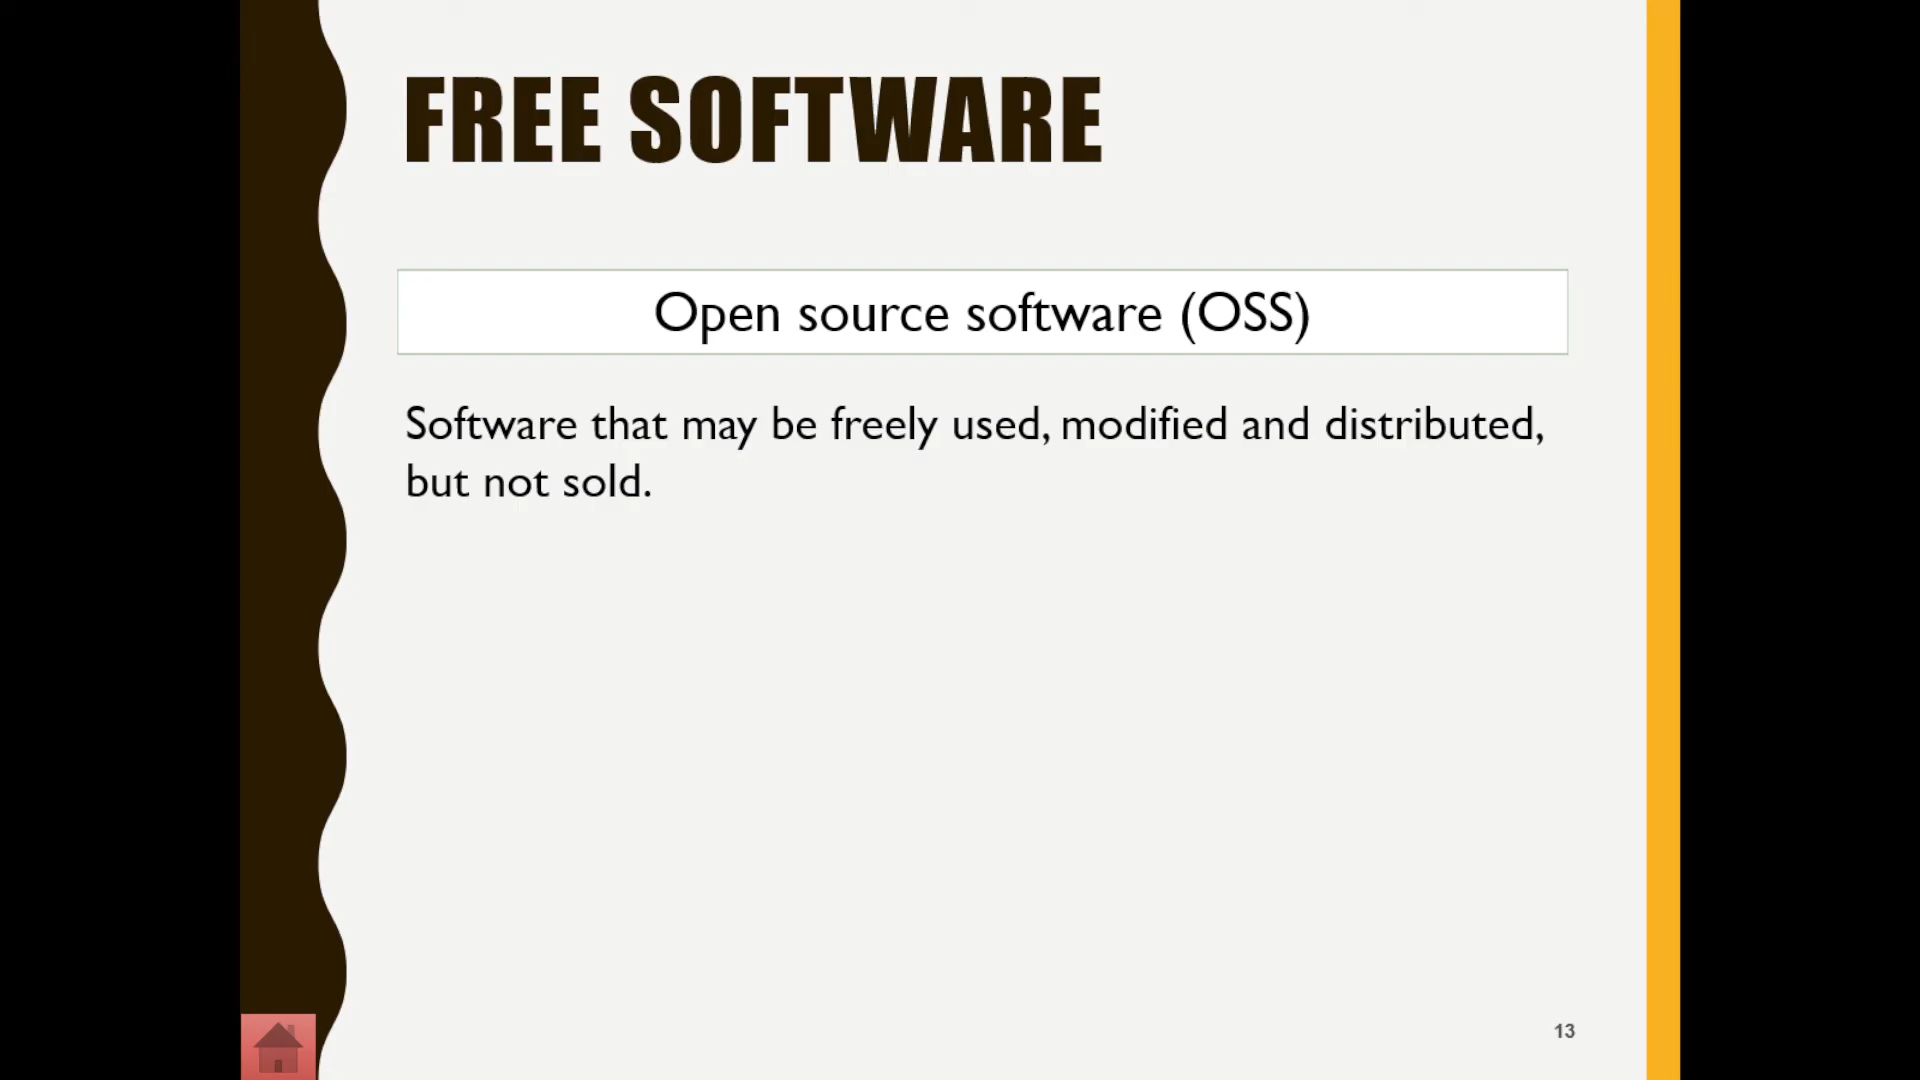 FREE SOFTWARE
Open source software (OSS)
Software that may be freely used, modified and distributed,
but not sold.
13